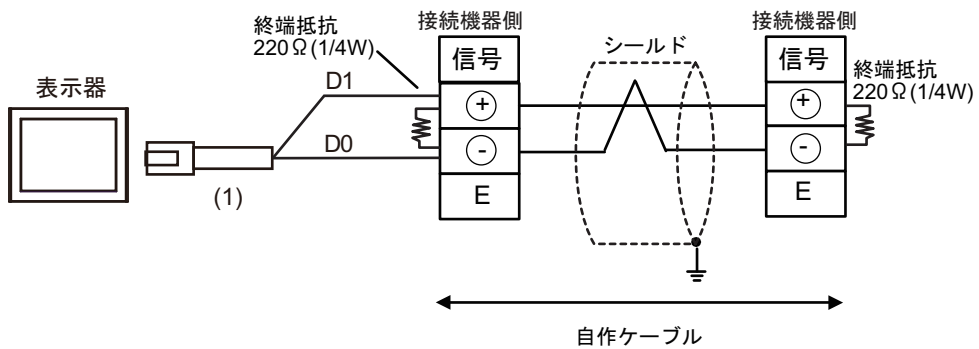 表示器
(1)
終端抵抗
220Ω(1/4W)
D1
D0
接続機器側
信号
+
-
E
シールド
接続機器側
信号
+
-
E
終端抵抗
220Ω(1/4W)
自作ケーブル